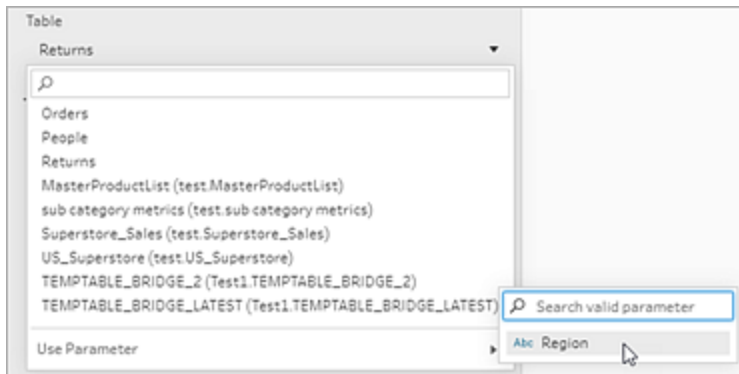 Table
Returns
Orders
People
Returns
MasterProductList (test.MasterProductList)
sub category metrics (test.sub category metrics)
Superstore_Sales (test.Superstore_Sales)
US_Superstore (test.US_Superstore)
TEMPTABLE_BRIDGE_2 (Test1.TEMPTABLE_BRIDGE_2)
TEMPTABLE_BRIDGE_LATEST (Test1.TEMPTABLE_BRIDGE_LATEST)
Search valid parameter
Use Parameter
Abc Region